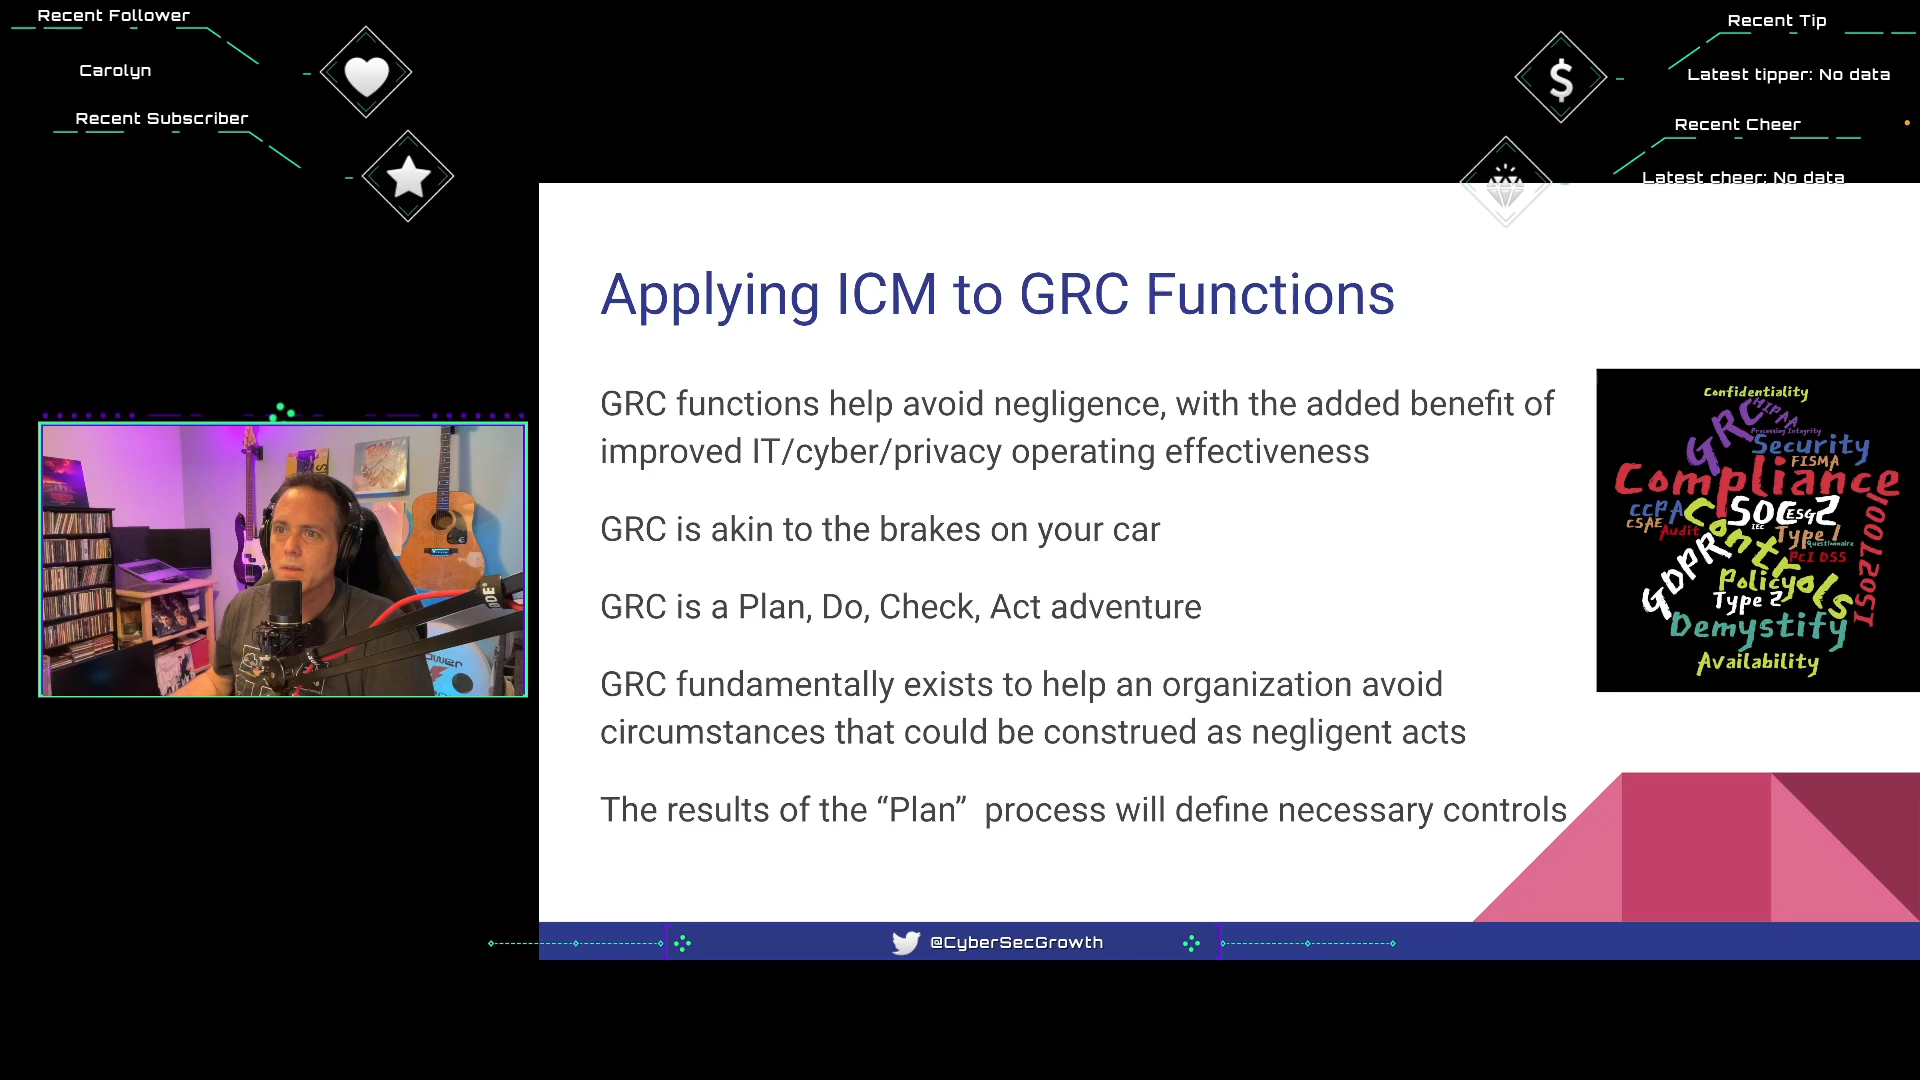 Recent Follower
Carolyn
Recent Subscriber
Recent Tip
Latest tipper: No data
Recent Cheer
Latest cheer: No data
Applying ICM to GRC Functions
GRC functions help avoid negligence, with the added benefit of
improved IT/cyber/privacy operating effectiveness
GRC is akin to the brakes on your car
GRC is a Plan, Do, Check, Act adventure
GRC fundamentally exists to help an organization avoid
circumstances that could be construed as negligent acts
The results of the “Plan”  process will define necessary controls
Confidentiality
GRC
HIPAA
Processing Integrity
Security
FISMA
Compliance
CCPA
SOC 2
ESG
CSAE
IEC
Audit
Type 1
Questionnaire
Controls
GDPR
PCI DSS
ISO27001
Policy
Type 2
Demystify
Availability
@CyberSecGrowth